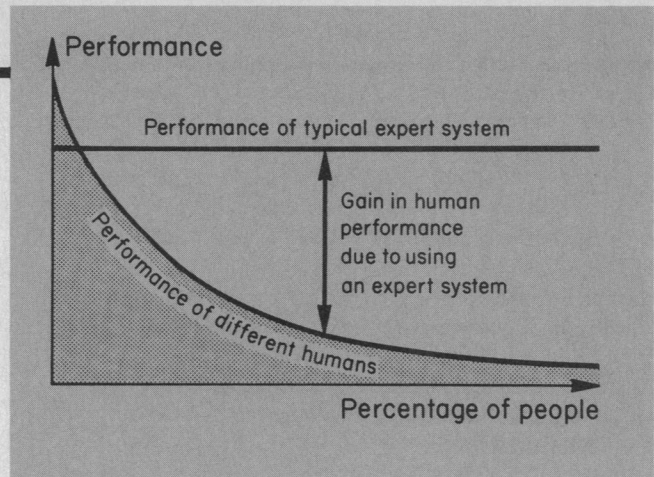 Performance
Performance of typical expert system
Gain in human
performance
due to using
an expert system
Performance of different humans
Percentage of people